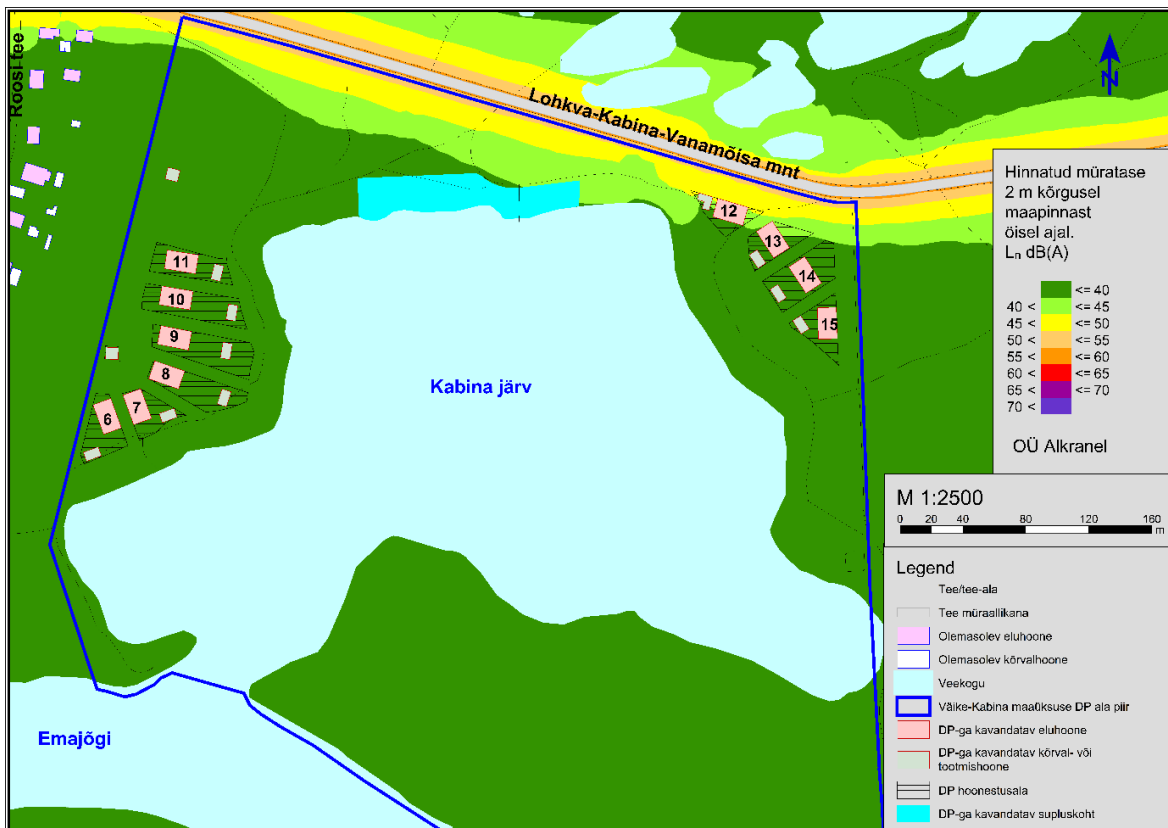 Roosi-tee
Lohkva-Kabina-Vanamõisa mnt
N
12
13
14
15
11
10
9
8
7
6
Kabina järv
Emajõgi
Hinnatud müratase
2 m kõrgusel
maapinnast
öisel ajal.
Lₙ dB(A)
<= 40
40 < <= 45
45 < <= 50
50 < <= 55
55 < <= 60
60 < <= 65
65 < <= 70
70 <
OÜ Alkranel
M 1:2500
0 20 40 80 120 160
m
Legend
Tee/tee-ala
Tee müraallikana
Olemasolev eluhoone
Olemasolev kõrvalhoone
Veekogu
Väike-Kabina maaüksuse DP ala piir
DP-ga kavandatav eluhoone
DP-ga kavandatav kõrval- või
tootmishoone
DP hoonestusala
DP-ga kavandatav supluskoht